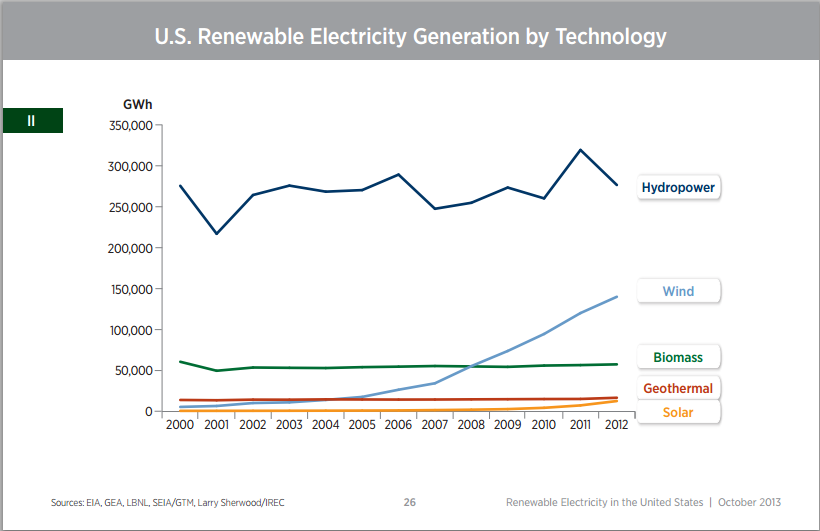 U.S. Renewable Electricity Generation by Technology
II
GWh
350,000
300,000
250,000
200,000
150,000
100,000
50,000
0
2000 2001 2002 2003 2004 2005 2006 2007 2008 2009 2010 2011 2012
Hydropower
Wind
Biomass
Geothermal
Solar
Sources: EIA, GEA, LBNL, SEIA/GTM, Larry Sherwood/IREC
26
Renewable Electricity in the United States | October 2013